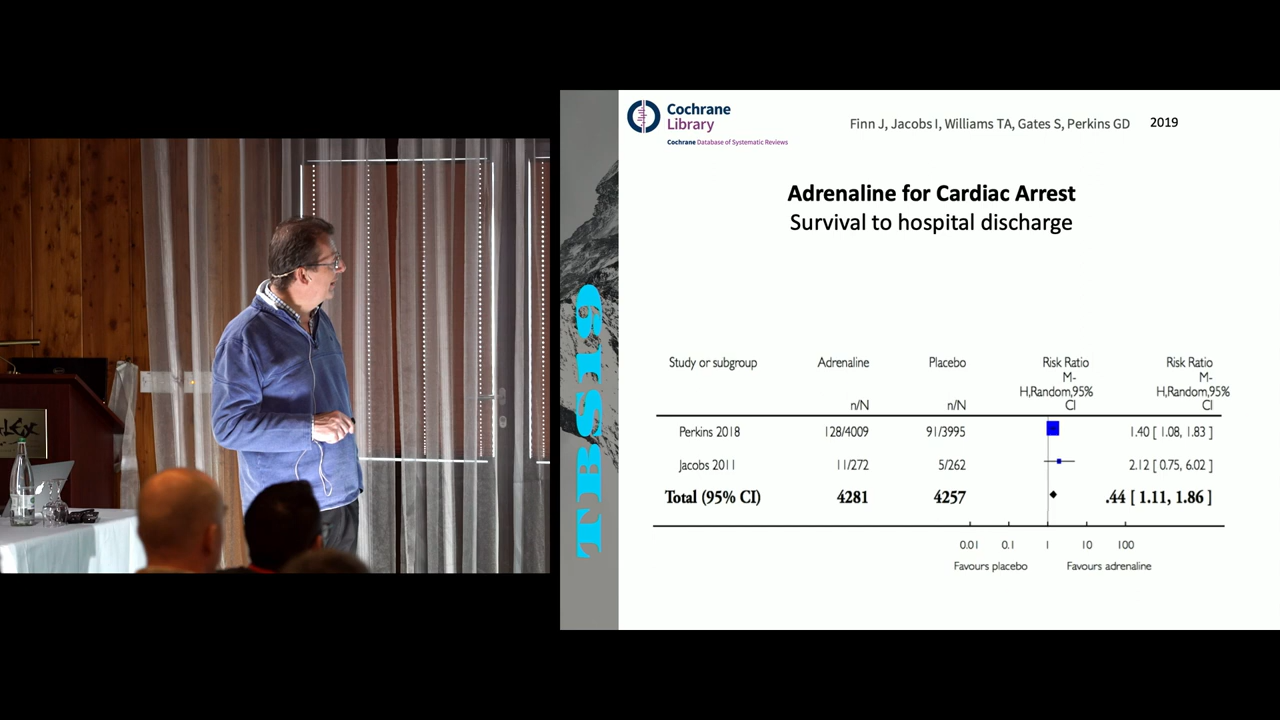 Cochrane
Library
Cochrane Database of Systematic Reviews
Finn J, Jacobs I, Williams TA, Gates S, Perkins GD 2019
Adrenaline for Cardiac Arrest
Survival to hospital discharge
TBS19
Study or subgroup Adrenaline Placebo Risk Ratio Risk Ratio
M- M-
H,Random,95% H,Random,95%
n/N n/N CI CI
Perkins 2018 128/4009 91/3995 1.40 [ 1.08, 1.83 ]
Jacobs 2011 11/272 5/262 2.12 [ 0.75, 6.02 ]
Total (95% CI) 4281 4257 .44 [ 1.11, 1.86 ]
0.01 0.1 1 10 100
Favours placebo Favours adrenaline